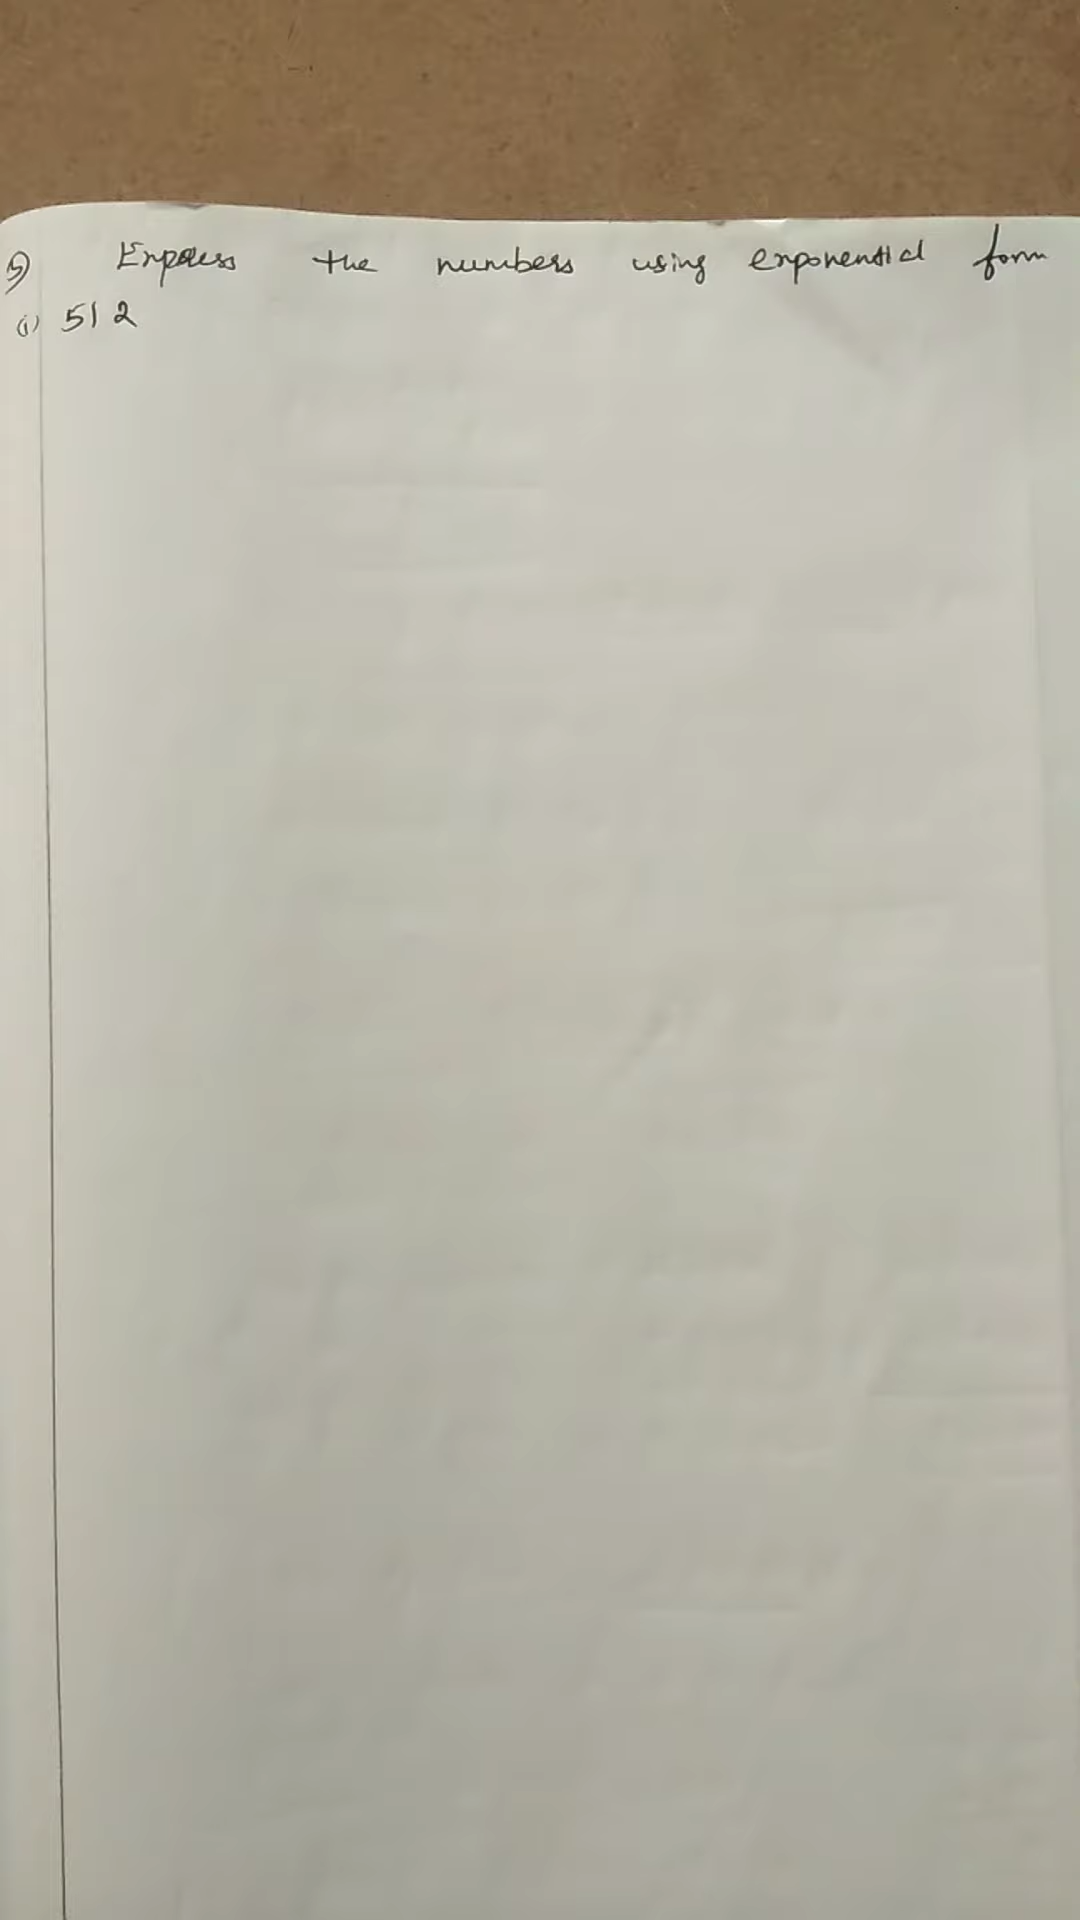 5) Express the numbers using exponential form
(i) 512